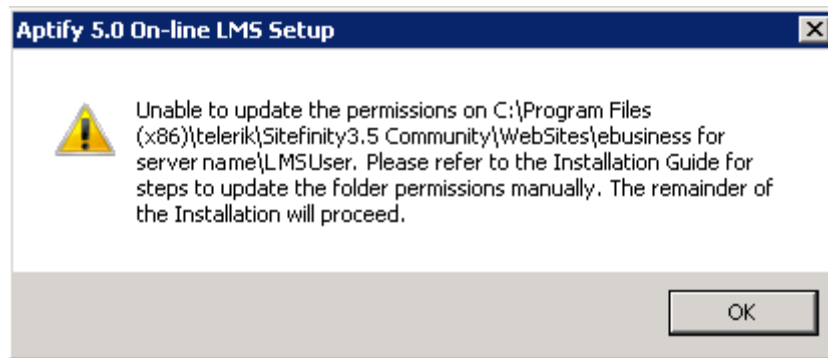 Aptify 5.0 On-line LMS Setup
Unable to update the permissions on C:\Program Files
(x86)\telerik\Sitefinity3.5 Community\WebSites\ebusiness for
server name\LMSUser. Please refer to the Installation Guide for
steps to update the folder permissions manually. The remainder of
the Installation will proceed.
OK